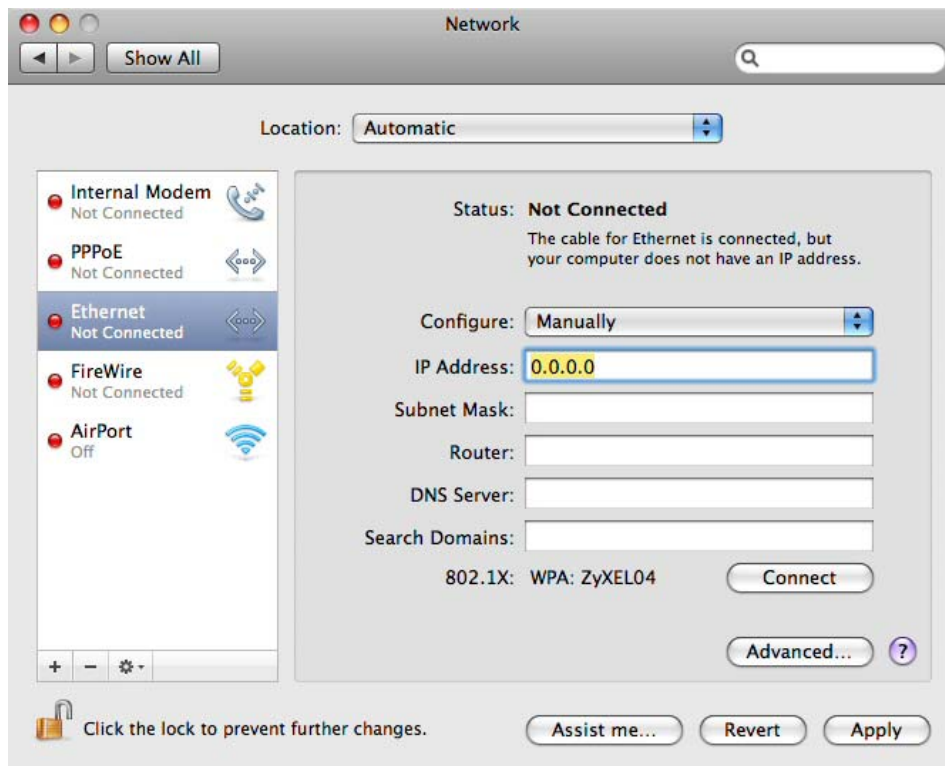 Network
Show All
Location: Automatic
Internal Modem
Not Connected
PPPoE
Not Connected
Ethernet
Not Connected
FireWire
Not Connected
AirPort
Off
Status: Not Connected
The cable for Ethernet is connected, but
your computer does not have an IP address.
Configure: Manually
IP Address: 0.0.0.0
Subnet Mask:
Router:
DNS Server:
Search Domains:
802.1X: WPA: ZyXEL04 Connect
Advanced... ?
+ −
Click the lock to prevent further changes.
Assist me... Revert Apply